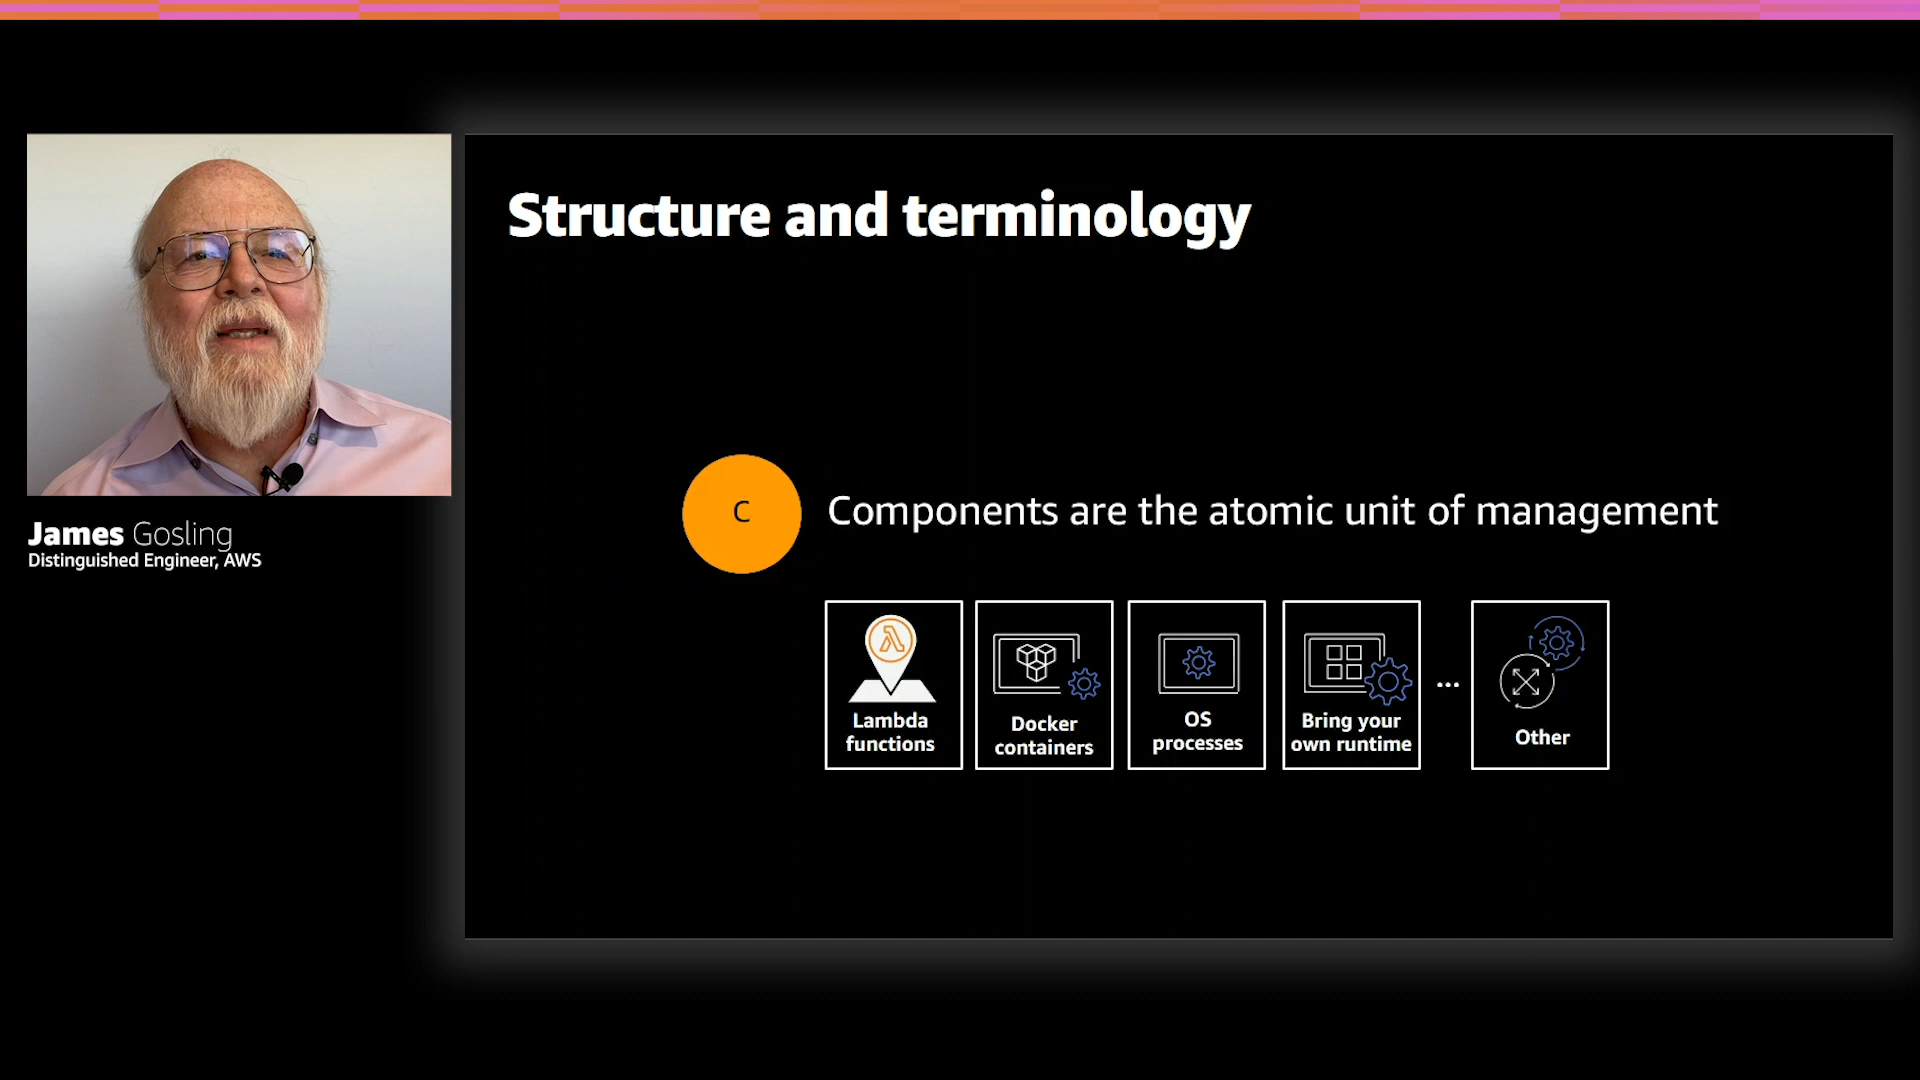 Structure and terminology
James Gosling
Distinguished Engineer, AWS
C
Components are the atomic unit of management
Lambda
functions
Docker
containers
OS
processes
Bring your
own runtime
...
Other